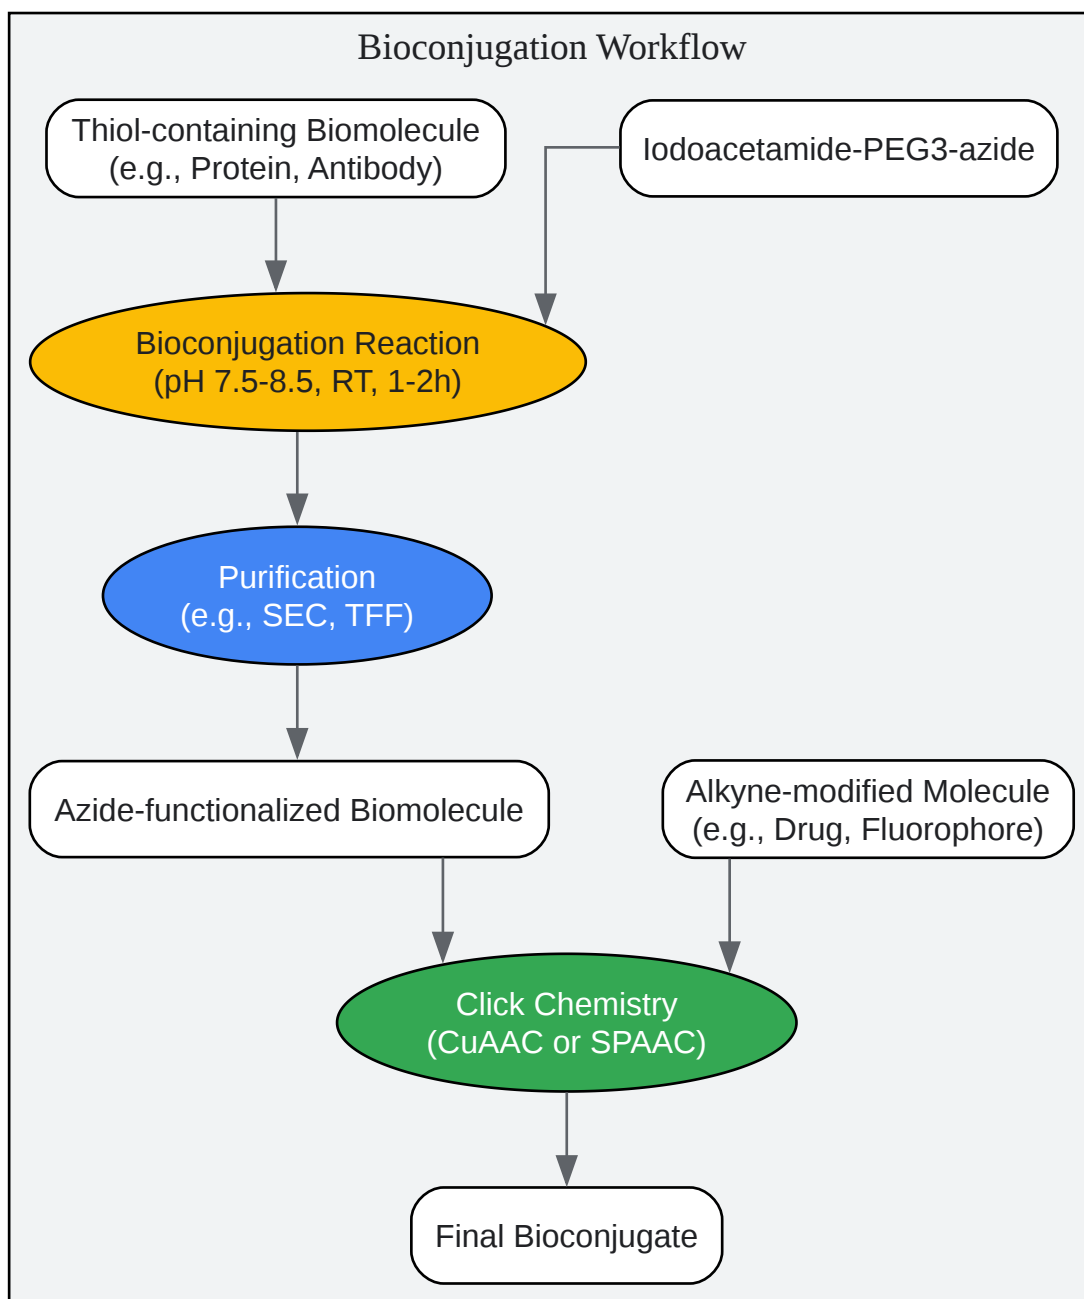 Bioconjugation Workflow
Thiol-containing Biomolecule
(e.g., Protein, Antibody)
Iodoacetamide-PEG3-azide
Bioconjugation Reaction
(pH 7.5-8.5, RT, 1-2h)
Purification
(e.g., SEC, TFF)
Azide-functionalized Biomolecule
Alkyne-modified Molecule
(e.g., Drug, Fluorophore)
Click Chemistry
(CuAAC or SPAAC)
Final Bioconjugate